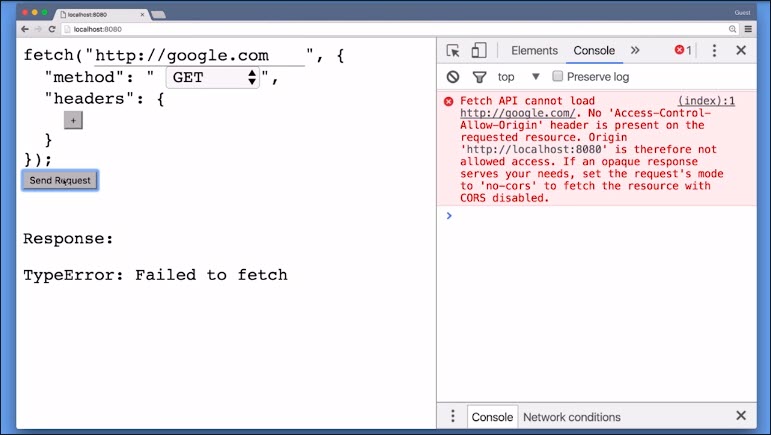 localhost:8080
Guest
localhost:8080
fetch("http://google.com ", {
"method": " GET ",
"headers": {
+
}
});
Send Request
Response:
TypeError: Failed to fetch
Elements Console » 1
top Preserve log
Fetch API cannot load (index):1
http://google.com/. No 'Access-Control-
Allow-Origin' header is present on the
requested resource. Origin
'http://localhost:8080' is therefore not
allowed access. If an opaque response
serves your needs, set the request's mode
to 'no-cors' to fetch the resource with
CORS disabled.
>
Console Network conditions